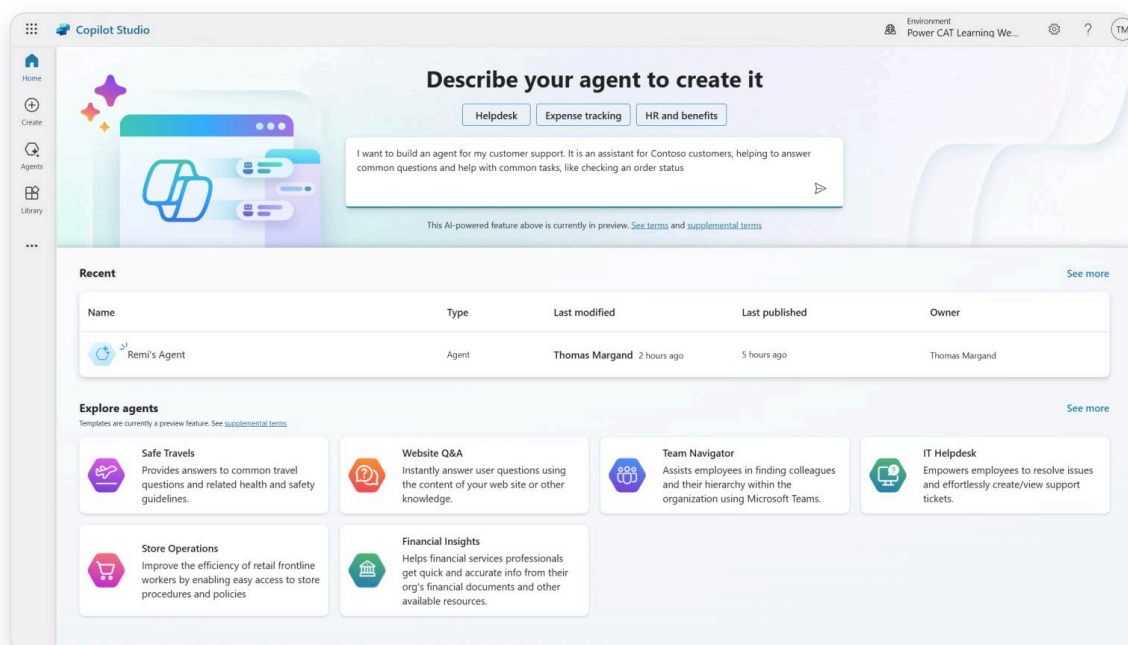 Copilot Studio
Environment
Power CAT Learning We...
?
TM
Home
Create
Agents
Library
Describe your agent to create it
Helpdesk
Expense tracking
HR and benefits
I want to build an agent for my customer support. It is an assistant for Contoso customers, helping to answer
common questions and help with common tasks, like checking an order status
This AI-powered feature above is currently in preview. See terms and supplemental terms
Recent
See more
Name Type Last modified Last published Owner
Remi's Agent Agent Thomas Margand 2 hours ago 5 hours ago Thomas Margand
Explore agents
See more
Templates are currently a preview feature. See supplemental terms
Safe Travels
Provides answers to common travel
questions and related health and safety
guidelines.
Website Q&A
Instantly answer user questions using
the content of your web site or other
knowledge.
Team Navigator
Assists employees in finding colleagues
and their hierarchy within the
organization using Microsoft Teams.
IT Helpdesk
Empowers employees to resolve issues
and effortlessly create/view support
tickets.
Store Operations
Improve the efficiency of retail frontline
workers by enabling easy access to store
procedures and policies
Financial Insights
Helps financial services professionals
get quick and accurate info from their
org's financial documents and other
available resources.